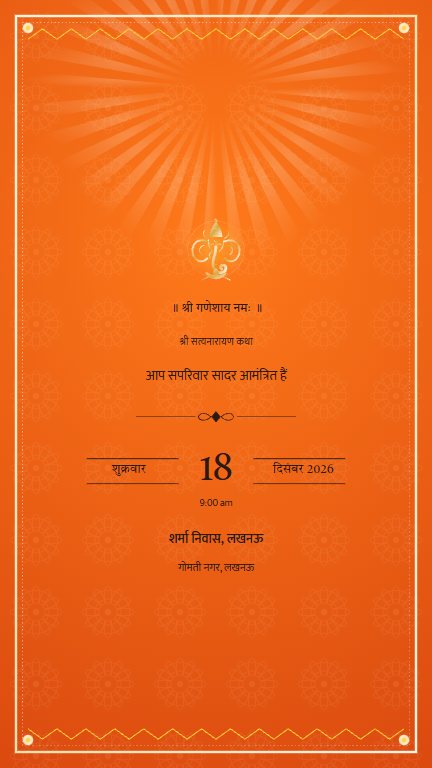 ॥ श्री गणेशाय नमः ॥
श्री सत्यनारायण कथा
आप सपरिवार सादर आमंत्रित हैं
शुक्रवार 18 दिसंबर 2026
9:00 am
शर्मा निवास, लखनऊ
गोमती नगर, लखनऊ